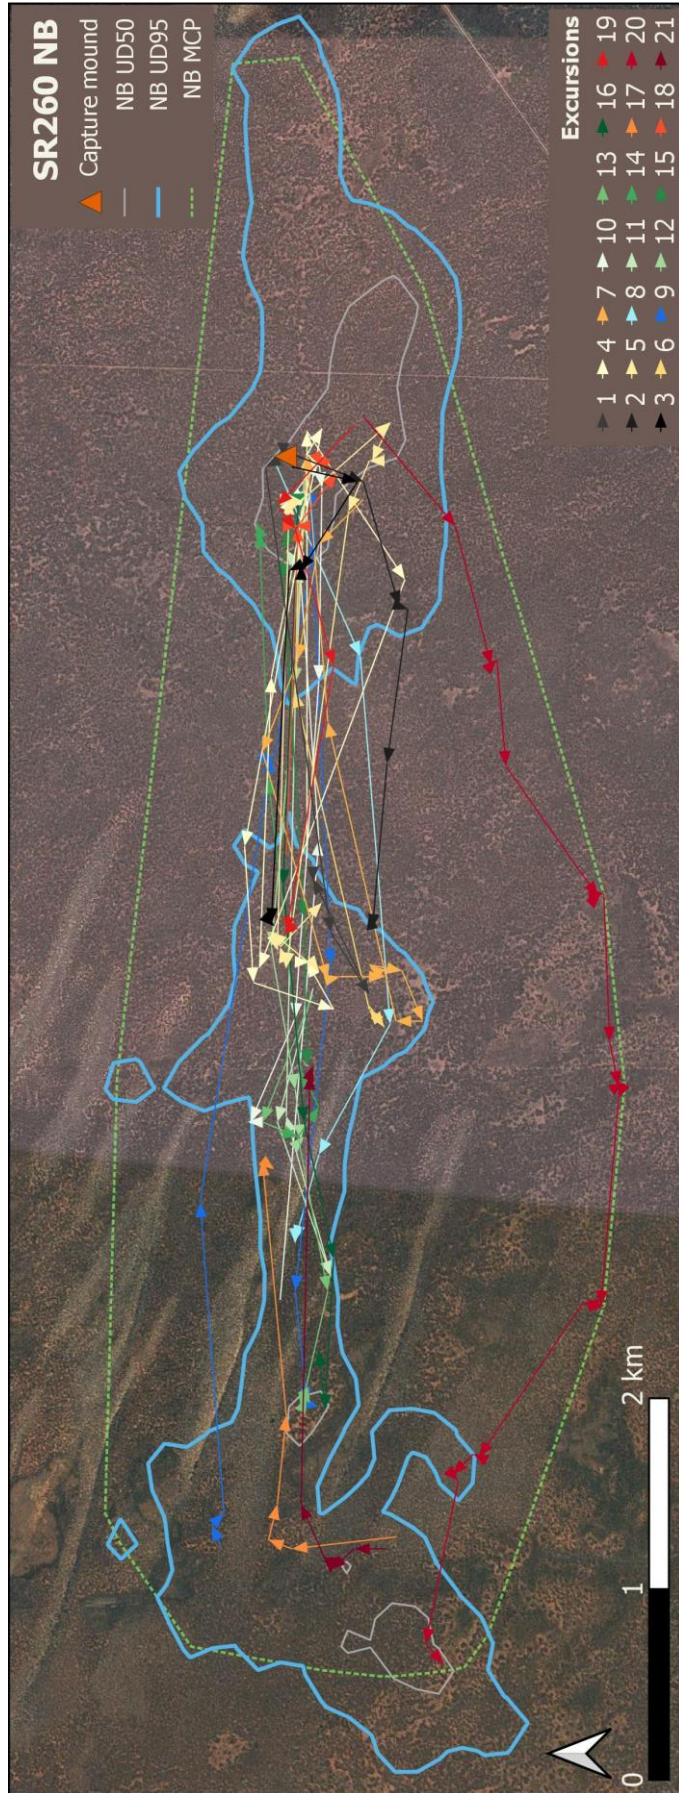 SR260 NB
Capture mound
NB UD50
NB UD95
NB MCP
Excursions
1 4 7 10 13 16 19
2 5 8 11 14 17 20
3 6 9 12 15 18 21
0 1 2 km